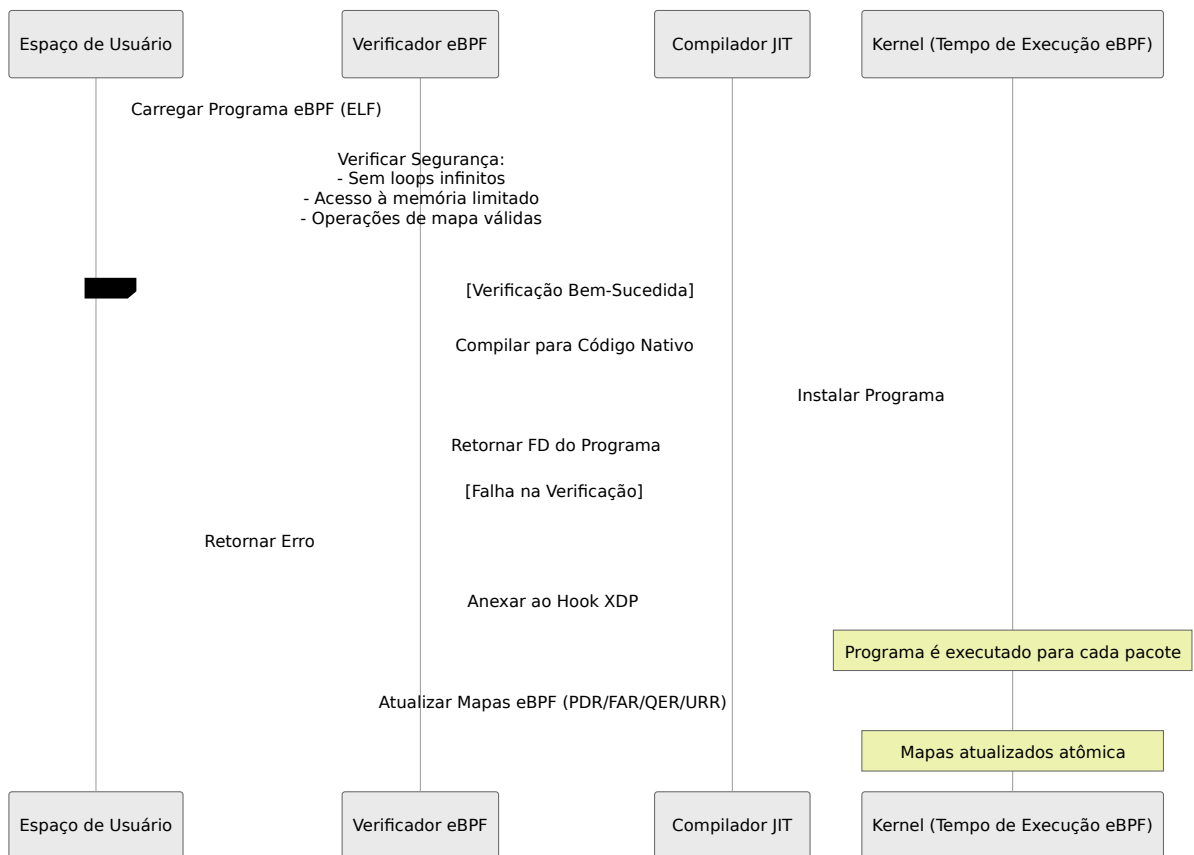 Espaço de Usuário
Verificador eBPF
Compilador JIT
Kernel (Tempo de Execução eBPF)
Carregar Programa eBPF (ELF)
Verificar Segurança:
- Sem loops infinitos
- Acesso à memória limitado
- Operações de mapa válidas
[Verificação Bem-Sucedida]
Compilar para Código Nativo
Instalar Programa
Retornar FD do Programa
[Falha na Verificação]
Retornar Erro
Anexar ao Hook XDP
Programa é executado para cada pacote
Atualizar Mapas eBPF (PDR/FAR/QER/URR)
Mapas atualizados atômica
Espaço de Usuário
Verificador eBPF
Compilador JIT
Kernel (Tempo de Execução eBPF)